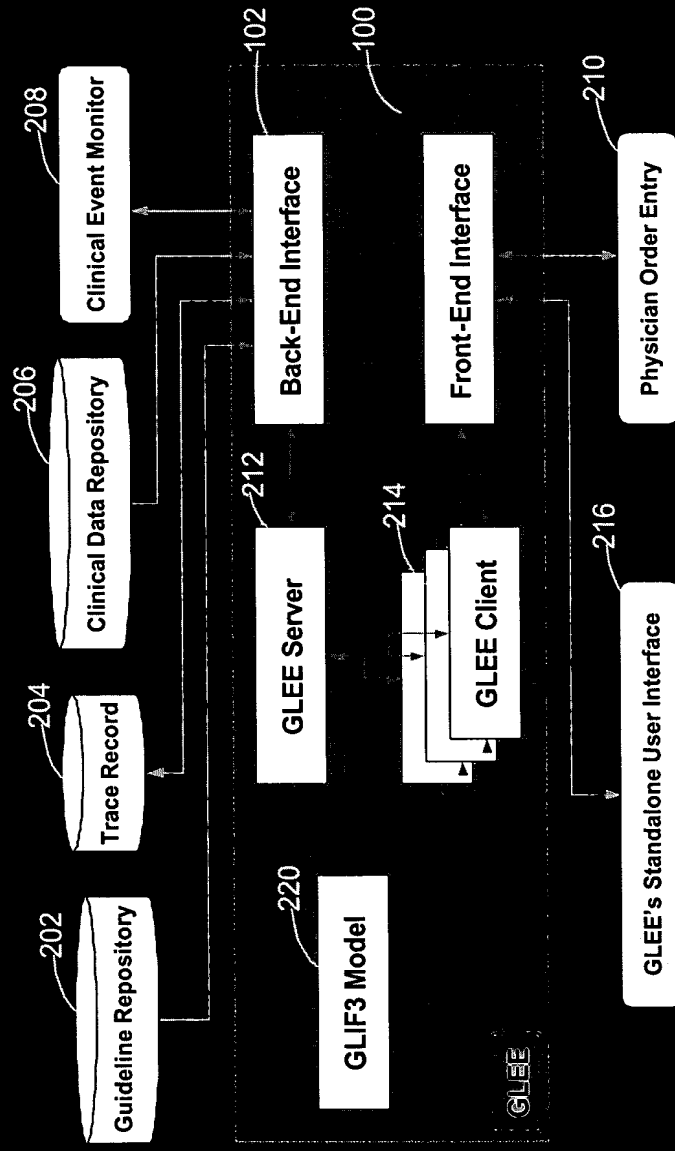 202
Guideline Repository
204
Trace Record
206
Clinical Data Repository
208
Clinical Event Monitor
102
Back-End Interface
212
GLEE Server
220
GLIF3 Model
214
GLEE Client
Front-End Interface
100
GLEE
216
GLEE's Standalone User Interface
210
Physician Order Entry